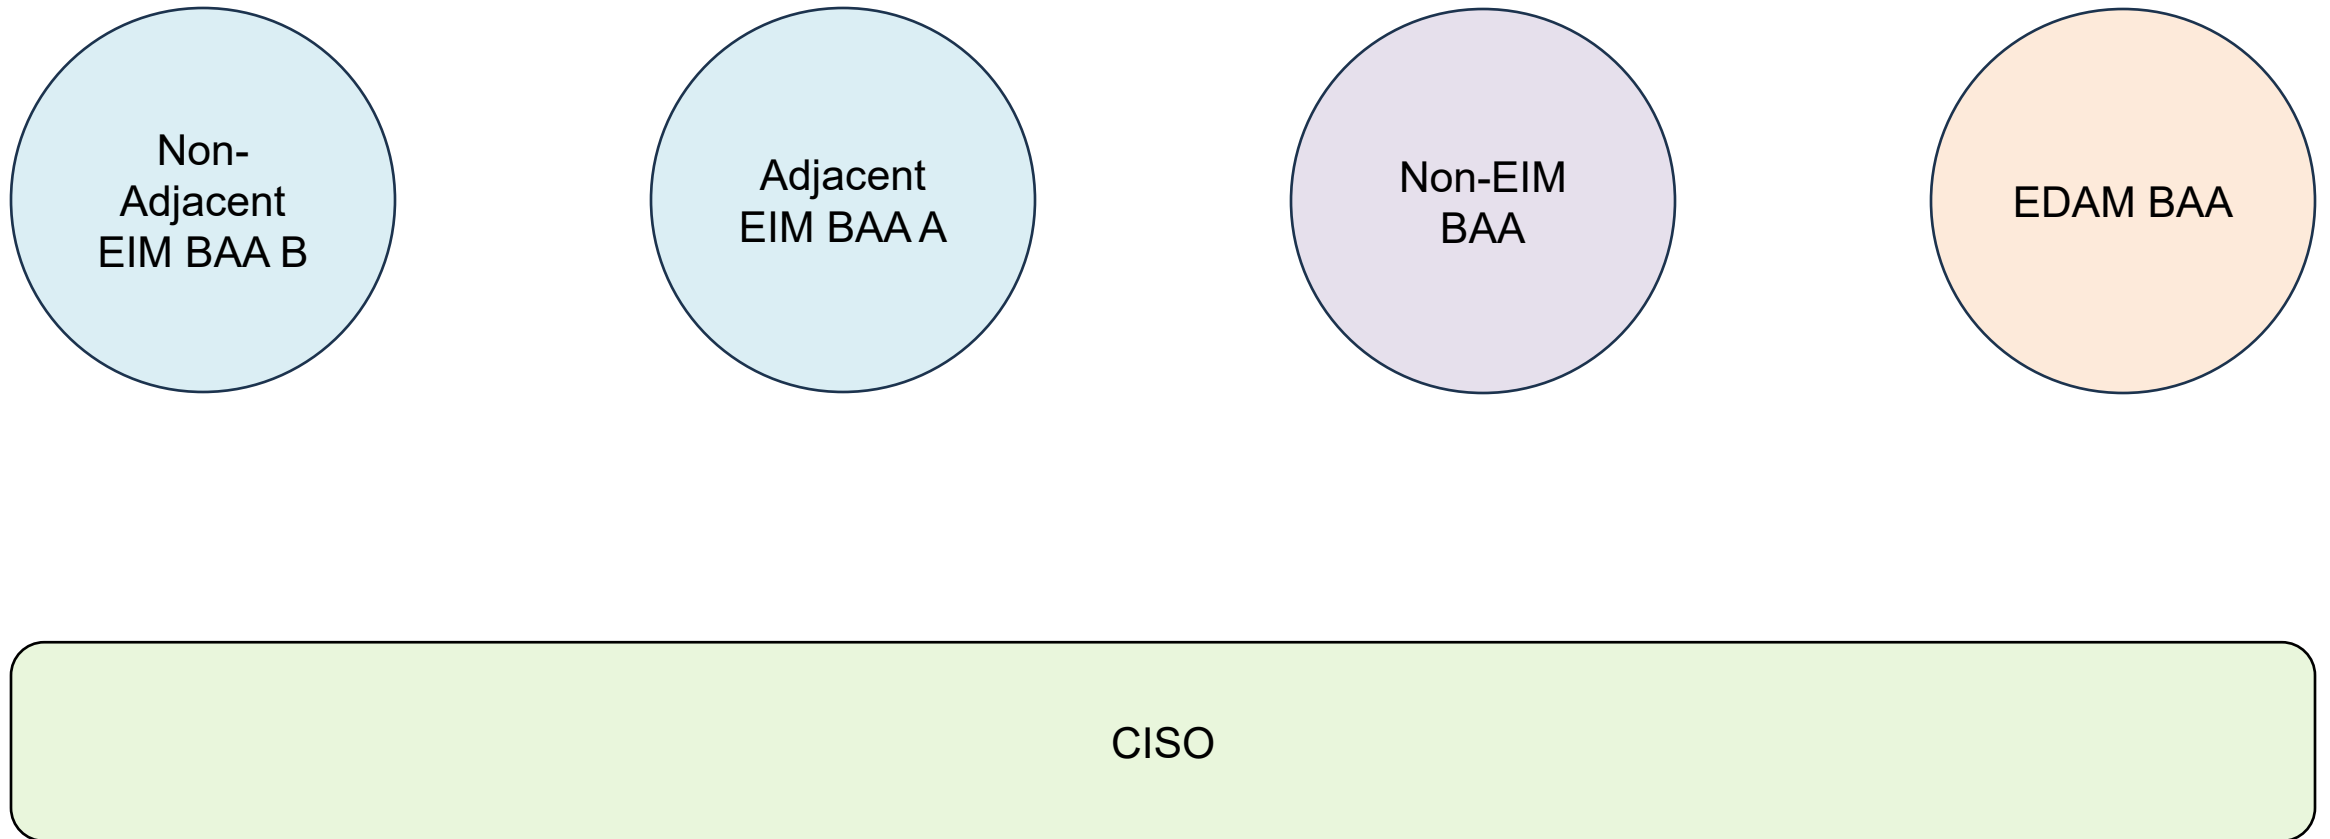 Non-
Adjacent
EIM BAA B
Adjacent
EIM BAA A
Non-EIM
BAA
EDAM BAA
CISO